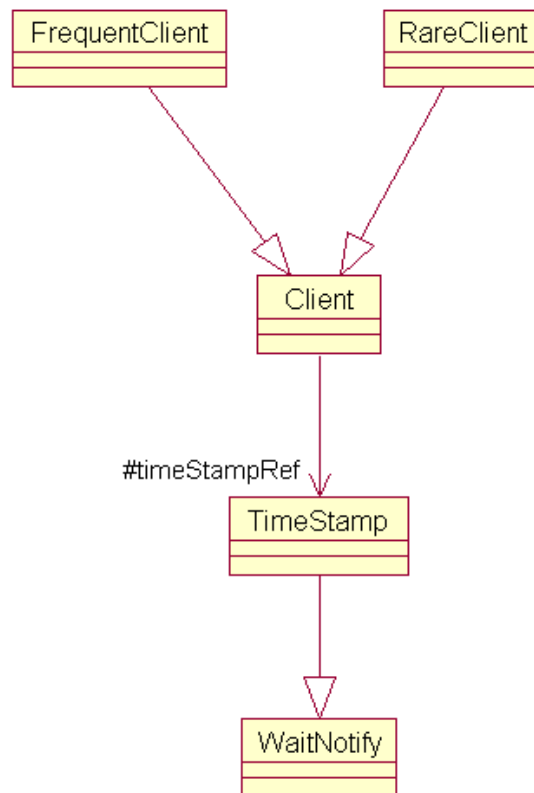 FrequentClient
RareClient
Client
#timeStampRef
TimeStamp
WaitNotify